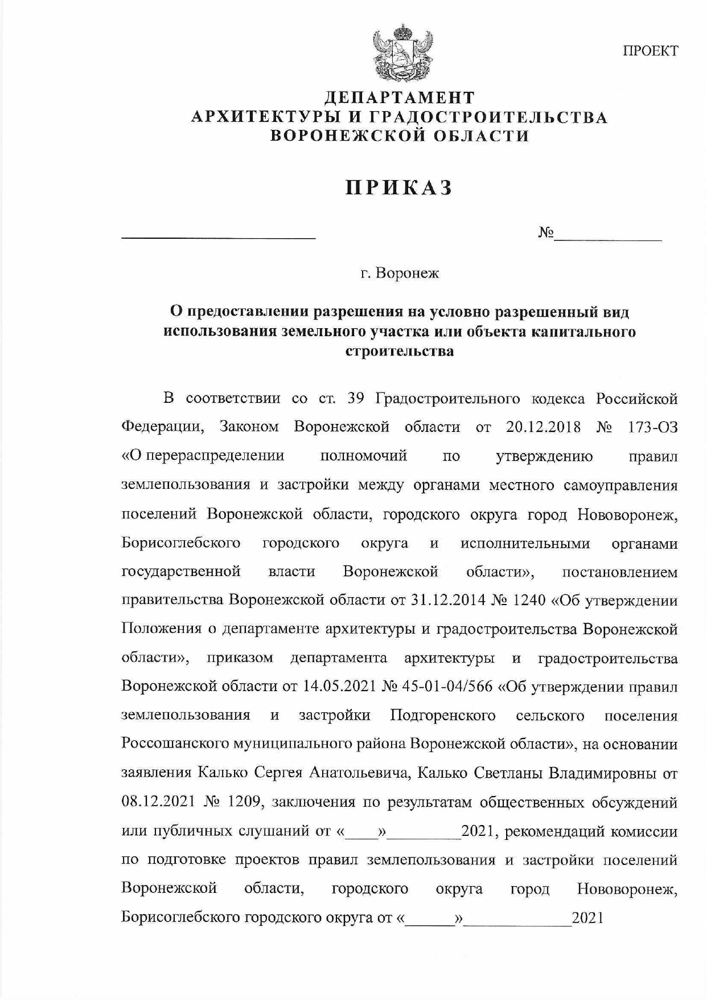 ПРОЕКТ
ДЕПАРТАМЕНТ
АРХИТЕКТУРЫ И ГРАДОСТРОИТЕЛЬСТВА
ВОРОНЕЖСКОЙ ОБЛАСТИ
ПРИКАЗ
____________________ №____________
г. Воронеж
О предоставлении разрешения на условно разрешенный вид
использования земельного участка или объекта капитального
строительства
В соответствии со ст. 39 Градостроительного кодекса Российской
Федерации, Законом Воронежской области от 20.12.2018 № 173-ОЗ
«О перераспределении полномочий по утверждению правил
землепользования и застройки между органами местного самоуправления
поселений Воронежской области, городского округа город Нововоронеж,
Борисоглебского городского округа и исполнительными органами
государственной власти Воронежской области», постановлением
правительства Воронежской области от 31.12.2014 № 1240 «Об утверждении
Положения о департаменте архитектуры и градостроительства Воронежской
области», приказом департамента архитектуры и градостроительства
Воронежской области от 14.05.2021 № 45-01-04/566 «Об утверждении правил
землепользования и застройки Подгоренского сельского поселения
Россошанского муниципального района Воронежской области», на основании
заявления Калько Сергея Анатольевича, Калько Светланы Владимировны от
08.12.2021 № 1209, заключения по результатам общественных обсуждений
или публичных слушаний от «____»_________2021, рекомендаций комиссии
по подготовке проектов правил землепользования и застройки поселений
Воронежской области, городского округа город Нововоронеж,
Борисоглебского городского округа от «______»_____________2021